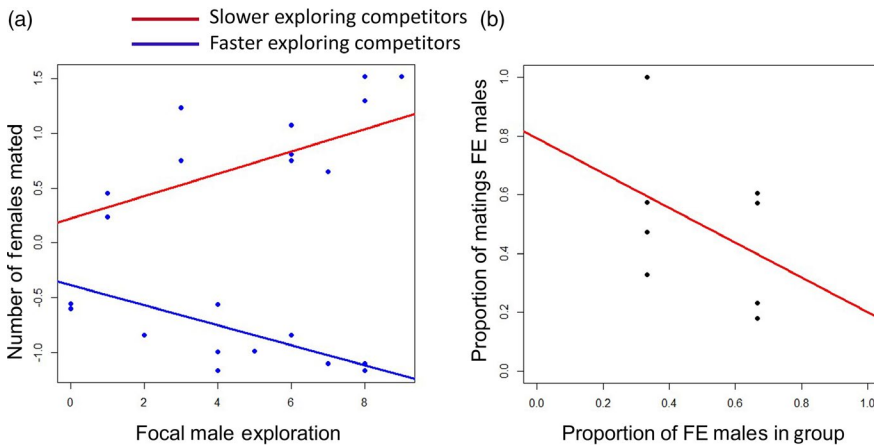 (a)
Slower exploring competitors
Faster exploring competitors
(b)
Number of females mated
1.5
1.0
0.5
0.0
-0.5
-1.0
0 2 4 6 8
Focal male exploration
Proportion of matings FE males
1.0
0.8
0.6
0.4
0.2
0.0
0.0 0.2 0.4 0.6 0.8 1.0
Proportion of FE males in group